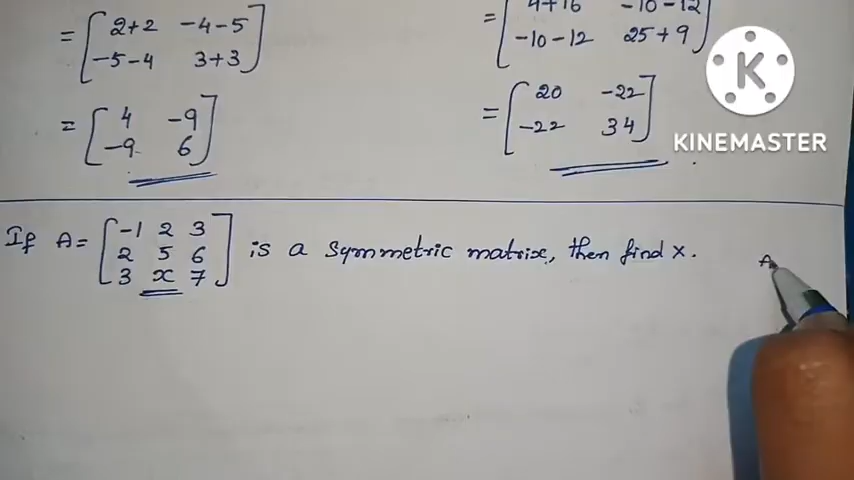 = [ 2+2 -4-5
-5-4 3+3 ]
= [ 4 -9
-9 6 ]
= [ 4+16 -10-12
-10-12 25+9 ]
= [ 20 -22
-22 34 ]
K
KINEMASTER
If A= [ -1 2 3
2 5 6
3 x 7 ] is a symmetric matrix, then find x.
A